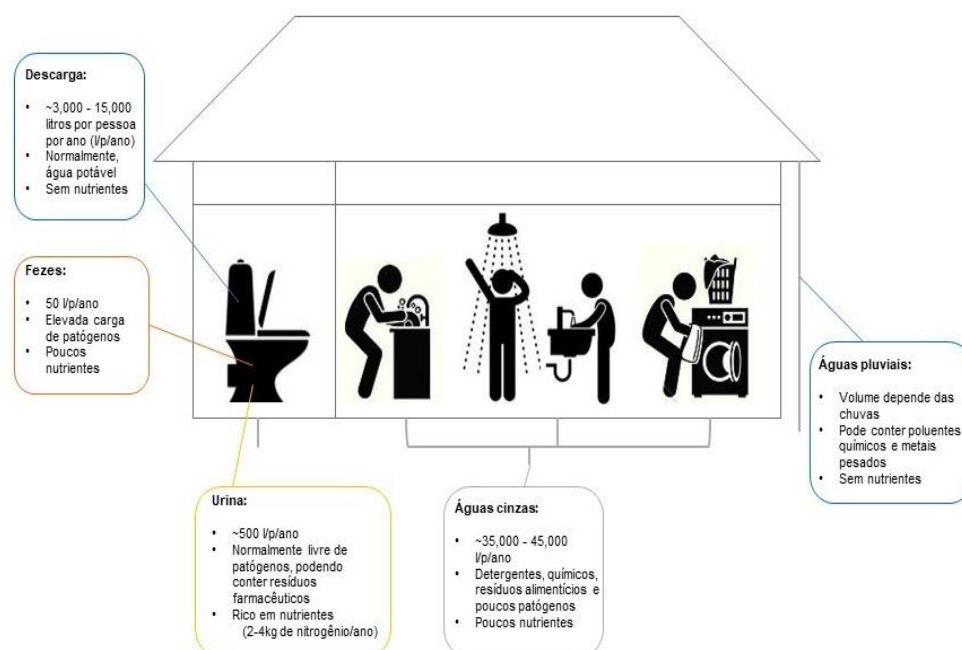 Descarga:
• ~3,000 - 15,000
litros por pessoa
por ano (l/p/ano)
• Normalmente,
água potável
• Sem nutrientes
Fezes:
• 50 l/p/ano
• Elevada carga
de patógenos
• Poucos
nutrientes
Urina:
• ~500 l/p/ano
• Normalmente livre de
patógenos, podendo
conter resíduos
farmacêuticos
• Rico em nutrientes
(2-4kg de nitrogênio/ano)
Águas cinzas:
• ~35,000 - 45,000
l/p/ano
• Detergentes, químicos,
resíduos alimentícios e
poucos patógenos
• Poucos nutrientes
Águas pluviais:
• Volume depende das
chuvas
• Pode conter poluentes
químicos e metais
pesados
• Sem nutrientes